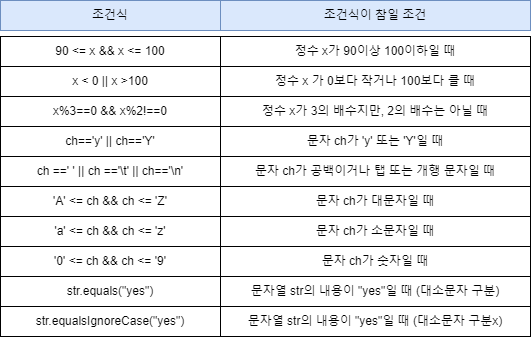 조건식 조건식이 참일 조건
90 <= x && x <= 100 정수 x가 90이상 100이하일 때
x < 0 || x >100 정수 x 가 0보다 작거나 100보다 클 때
x%3==0 && x%2!==0 정수 x가 3의 배수지만, 2의 배수는 아닐 때
ch=='y' || ch=='Y' 문자 ch가 'y' 또는 'Y'일 때
ch ==' ' || ch =='\t' || ch=='\n' 문자 ch가 공백이거나 탭 또는 개행 문자일 때
'A' <= ch && ch <= 'Z' 문자 ch가 대문자일 때
'a' <= ch && ch <= 'z' 문자 ch가 소문자일 때
'0' <= ch && ch <= '9' 문자 ch가 숫자일 때
str.equals("yes") 문자열 str의 내용이 "yes"일 때 (대소문자 구분)
str.equalsIgnoreCase("yes") 문자열 str의 내용이 "yes"일 때 (대소문자 구분x)